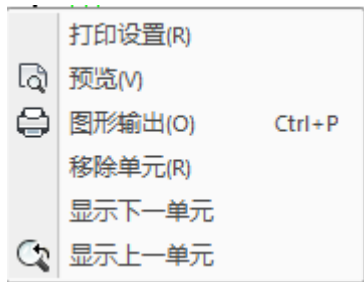 打印设置(R)
预览(V)
图形输出(O) Ctrl+P
移除单元(R)
显示下一单元
显示上一单元